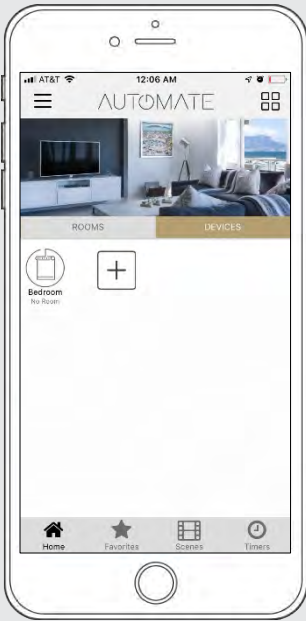 AT&T 12:06 AM
AUTOMATE
ROOMS DEVICES
Bedroom
No Room
Home Favorites Scenes Timers